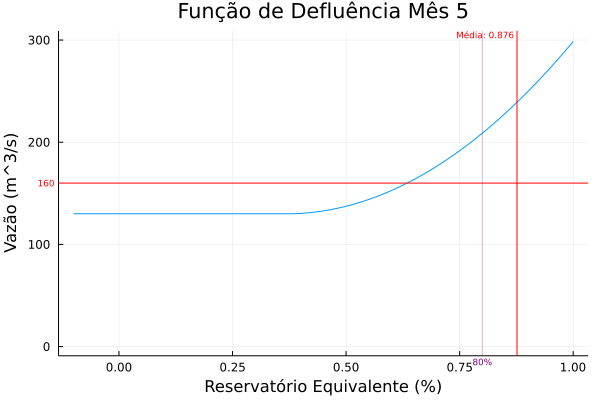 Função de Defluência Mês 5
Média: 0.876
300
200
160
100
0
Vazão (m^3/s)
0.00
0.25
0.50
0.75
80%
1.00
Reservatório Equivalente (%)